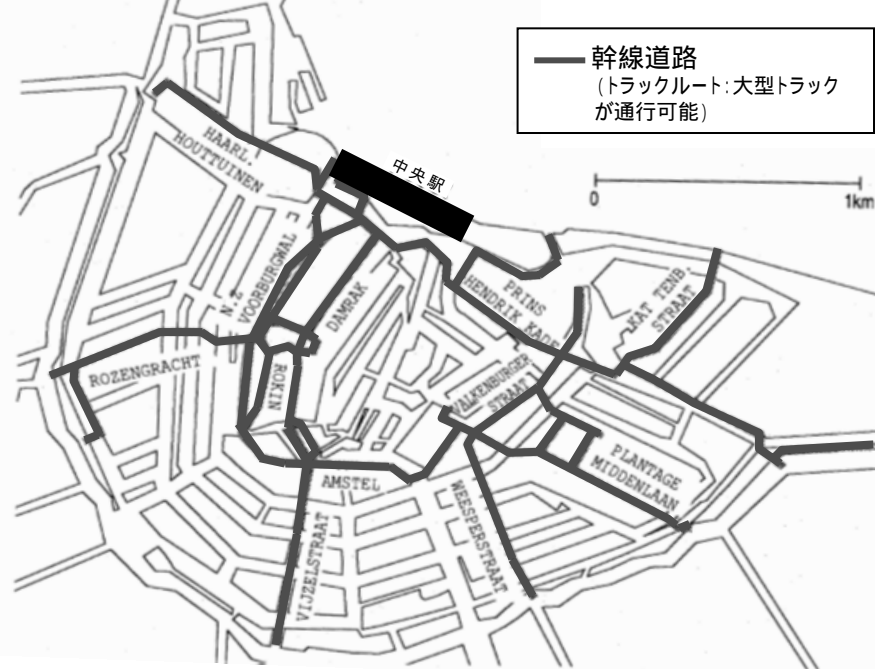 幹線道路
(トラックルート:大型トラック
が通行可能)
中央駅
0
1km
HAARL.
HOUTTUINEN
N.Z
VOORBURGWAL
DAMRAK
PRINS
HENDRIK KADE
KAT TENB.
STRAAT
ROZENGRACHT
ROKIN
VALKENBURGER
STRAAT
PLANTAGE
MIDDENLAAN
AMSTEL
WEESPERSTRAAT
VIJZELSTRAAT